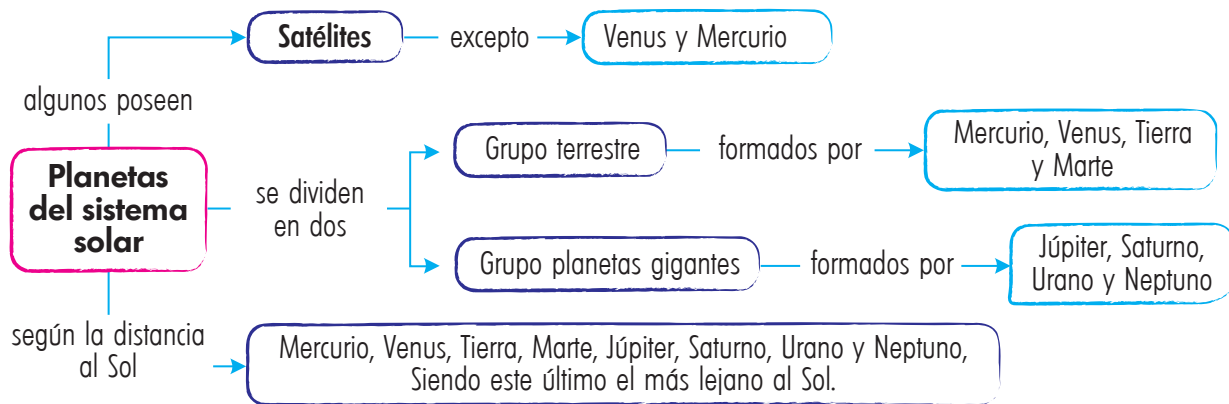 Satélites
excepto
Venus y Mercurio
algunos poseen
Planetas
del sistema
solar
se dividen
en dos
Grupo terrestre
formados por
Mercurio, Venus, Tierra
y Marte
Grupo planetas gigantes
formados por
Júpiter, Saturno,
Urano y Neptuno
según la distancia
al Sol
Mercurio, Venus, Tierra, Marte, Júpiter, Saturno, Urano y Neptuno,
Siendo este último el más lejano al Sol.